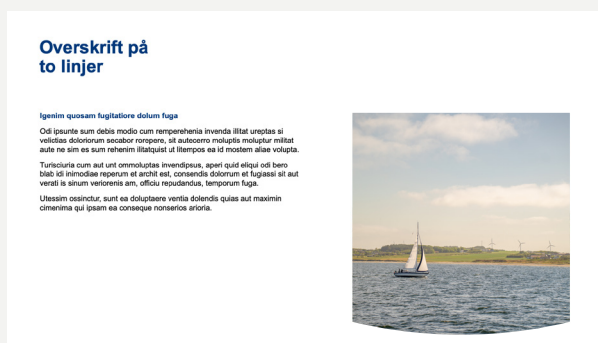 Overskrift på
to linjer
Igenim quosam fugitatiore dolum fuga
Odi ipsunte sum debis modio cum remperehenia invenda illitat ureptas si
velictias doloriorum secabor rorepere, sit autecorro moluptis moluptur militat
aute ne sim es sum rehenim ilitatquist ut litempos ea id mostem aliae volupta.
Turisciuria cum aut unt ommoluptas invendipsus, aperi quid eliqui odi bero
blab idi inimodiae reperum et archit est, consendis dolorrum et fugiassi sit aut
verati is sinum veriorenis am, officiu repudandus, temporum fuga.
Utessim ossinctur, sunt ea doluptaere ventia dolendis quias aut maximin
cimenima qui ipsam ea conseque nonserios arioria.